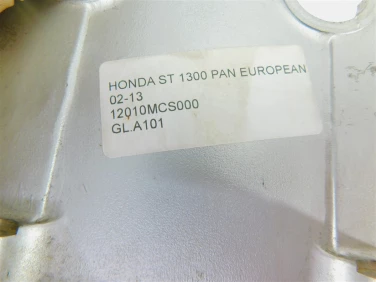 HONDA ST 1300 PAN EUROPEAN
02-13
12010MCS000
GL.A101